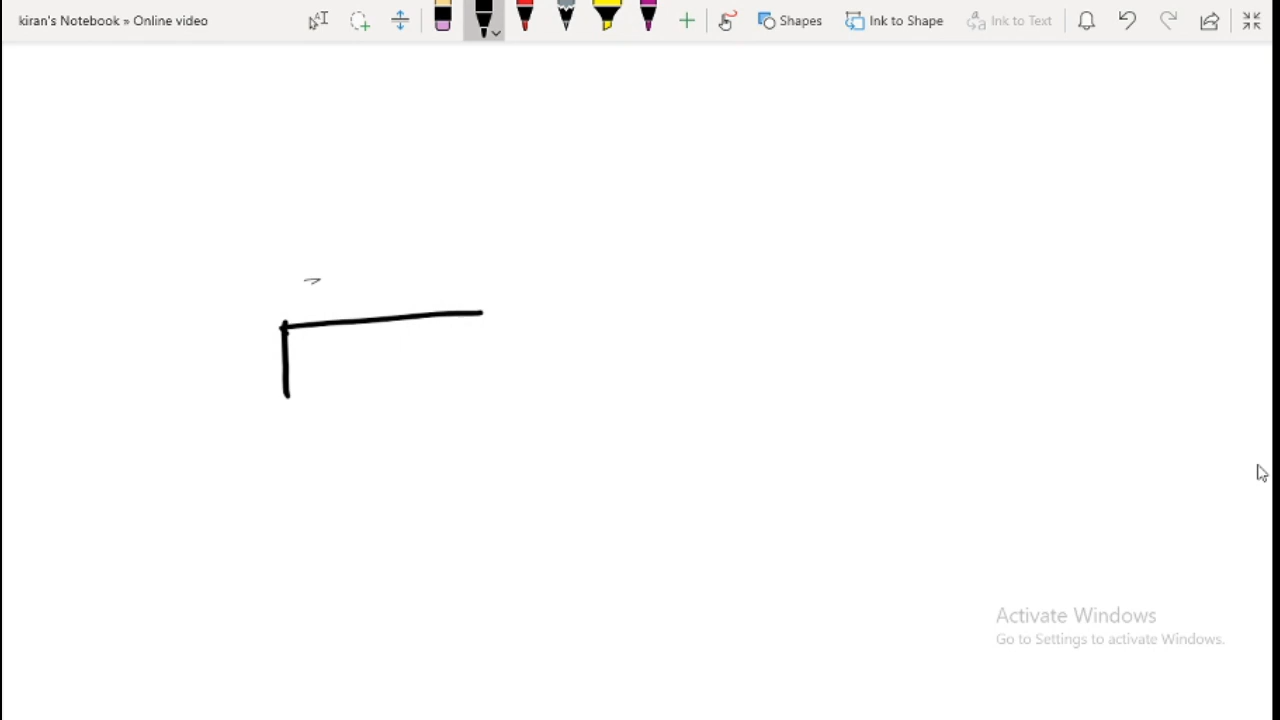 kiran's Notebook » Online video
Shapes
Ink to Shape
Ink to Text
Activate Windows
Go to Settings to activate Windows.